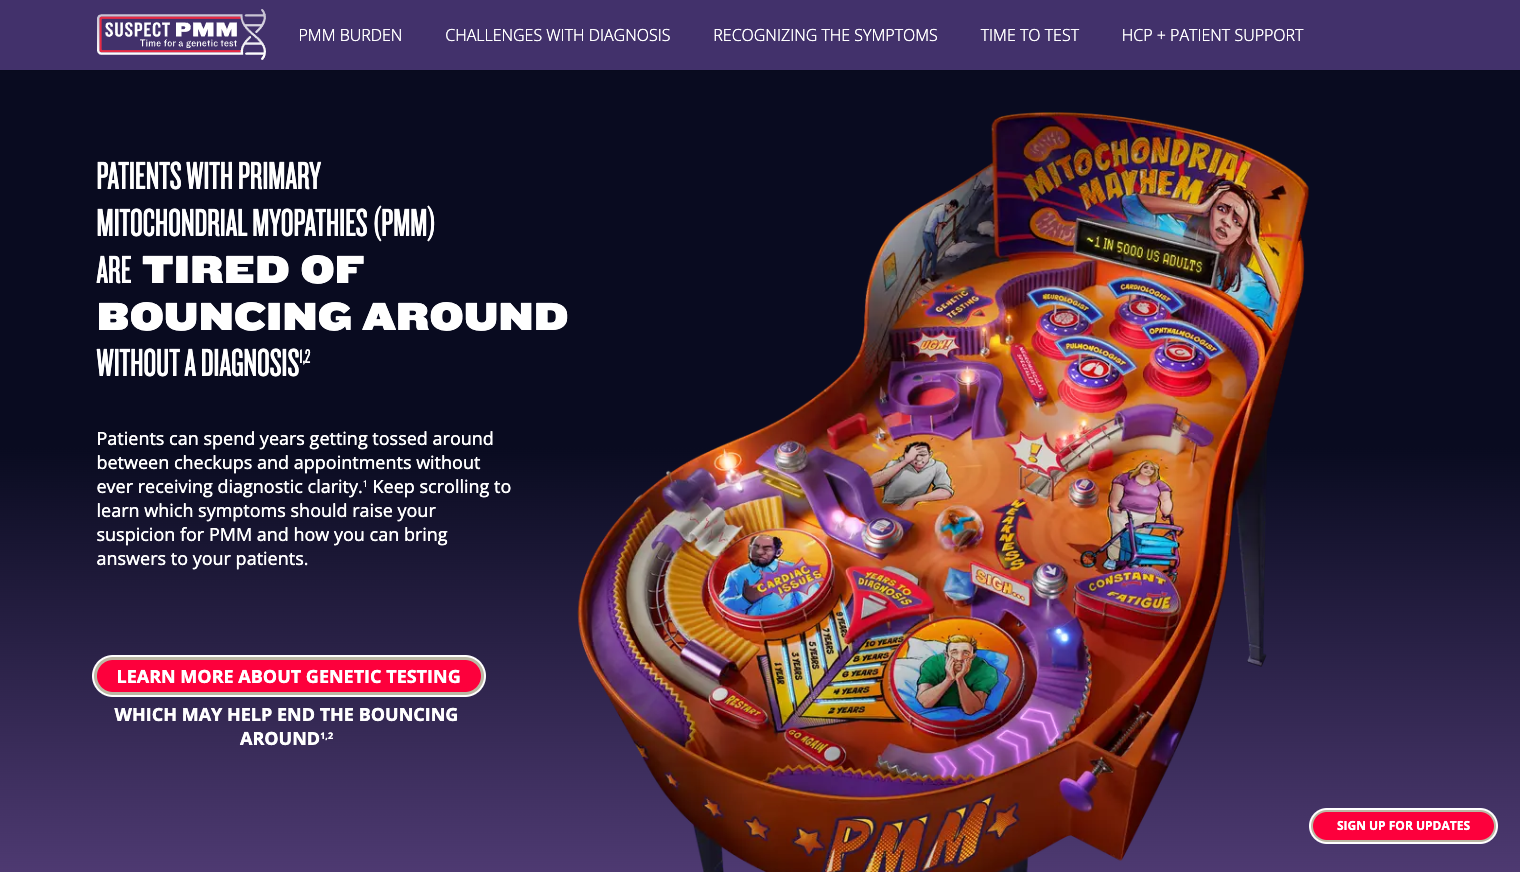 SUSPECT PMM
Time for a genetic test
PMM BURDEN
CHALLENGES WITH DIAGNOSIS
RECOGNIZING THE SYMPTOMS
TIME TO TEST
HCP + PATIENT SUPPORT
PATIENTS WITH PRIMARY
MITOCHONDRIAL MYOPATHIES (PMM)
ARE TIRED OF
BOUNCING AROUND
WITHOUT A DIAGNOSIS1,2
Patients can spend years getting tossed around
between checkups and appointments without
ever receiving diagnostic clarity.1 Keep scrolling to
learn which symptoms should raise your
suspicion for PMM and how you can bring
answers to your patients.
LEARN MORE ABOUT GENETIC TESTING
WHICH MAY HELP END THE BOUNCING
AROUND1,2
MITOCHONDRIAL
MAYHEM
~1 IN 5000 US ADULTS
GENETIC
TESTING
NEUROLOGIST
CARDIOLOGIST
OPHTHALMOLOGIST
PULMONOLOGIST
UGH!
NEUROMUSCULAR
SPECIALIST
!
WEAKNESS
CARDIAC
ISSUES
YEARS TO
DIAGNOSIS
SIGH...
CONSTANT
FATIGUE
1 YEAR
3 YEARS
5 YEARS
7 YEARS
9 YEARS
10 YEARS
8 YEARS
6 YEARS
4 YEARS
2 YEARS
RESTART
GO AGAIN
PMM
SIGN UP FOR UPDATES